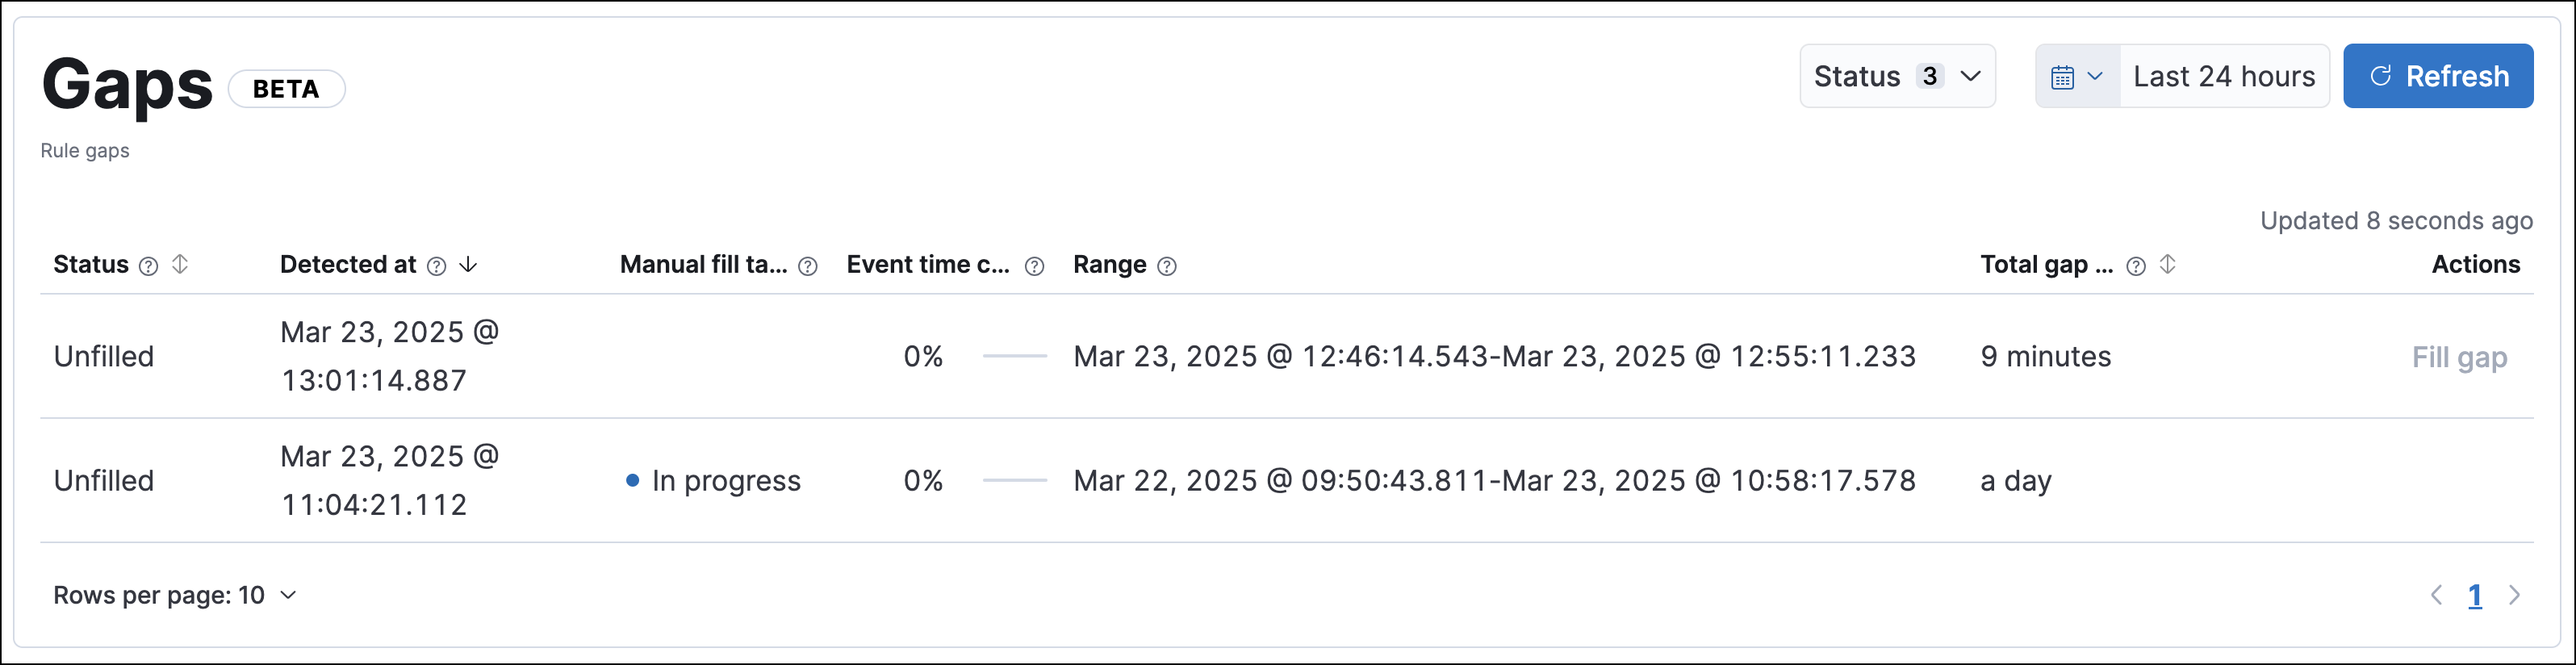 Gaps BETA
Status 3
Last 24 hours
Refresh
Rule gaps
Updated 8 seconds ago
Status Detected at Manual fill ta... Event time c... Range Total gap ... Actions
Unfilled Mar 23, 2025 @ 13:01:14.887 0% Mar 23, 2025 @ 12:46:14.543-Mar 23, 2025 @ 12:55:11.233 9 minutes Fill gap
Unfilled Mar 23, 2025 @ 11:04:21.112 In progress 0% Mar 22, 2025 @ 09:50:43.811-Mar 23, 2025 @ 10:58:17.578 a day
Rows per page: 10
1